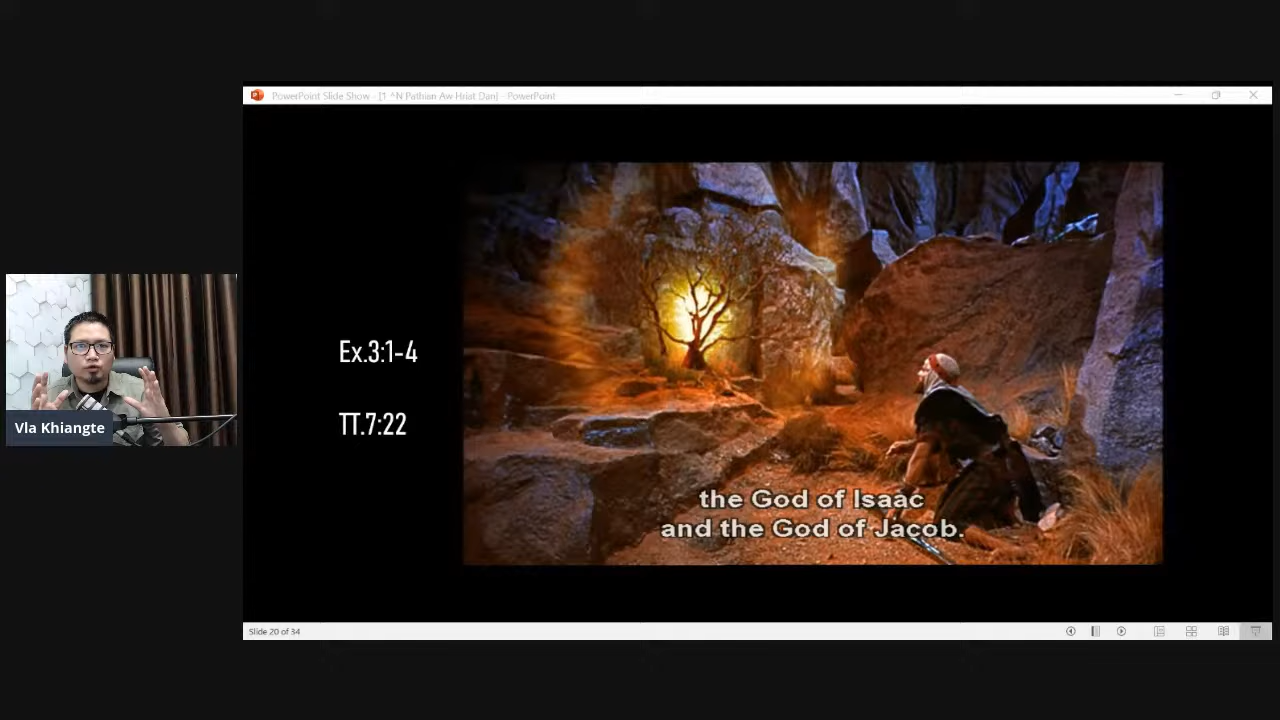 PowerPoint Slide Show - [1 ^N Pathian Aw Hriat Dan] - PowerPoint
Ex.3:1-4
TT.7:22
the God of Isaac
and the God of Jacob.
Vla Khiangte
Slide 20 of 34